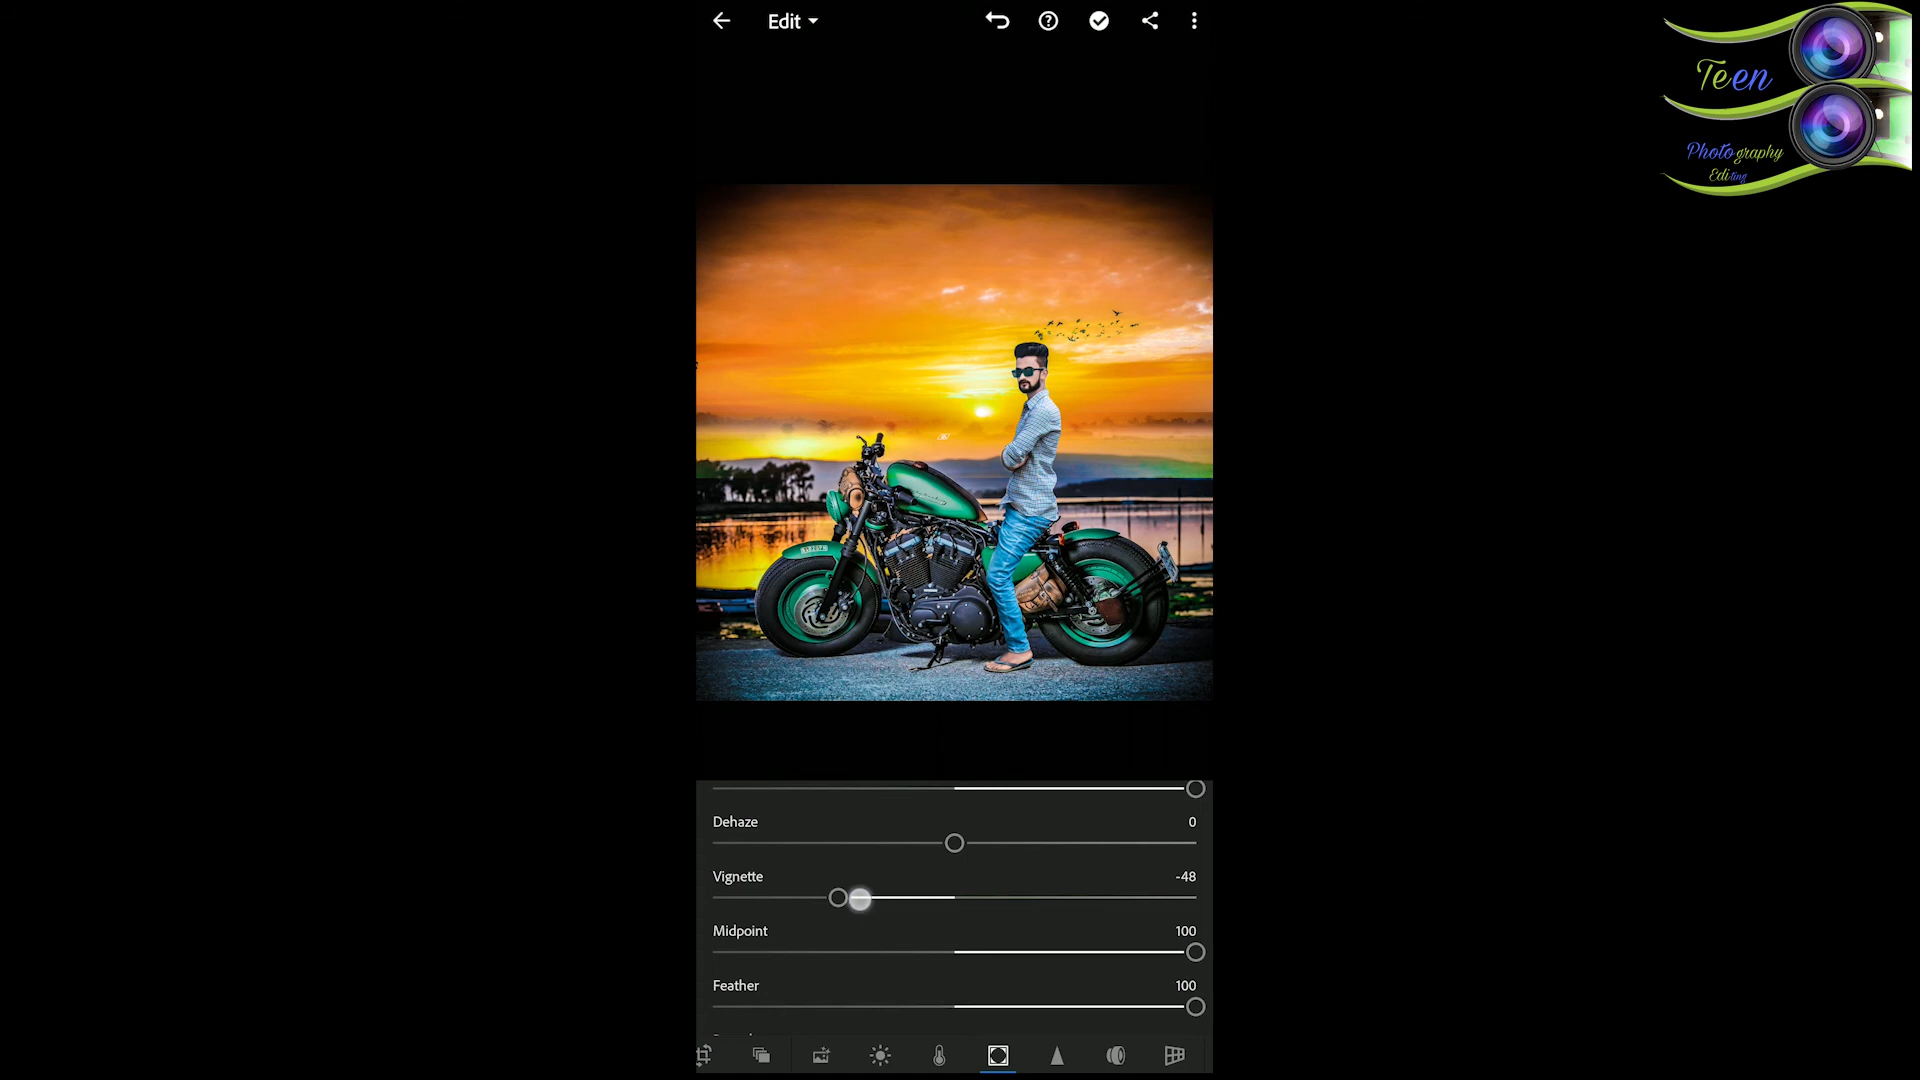 Edit
Teen
Photography
Editing
Dehaze
0
Vignette
-48
Midpoint
100
Feather
100